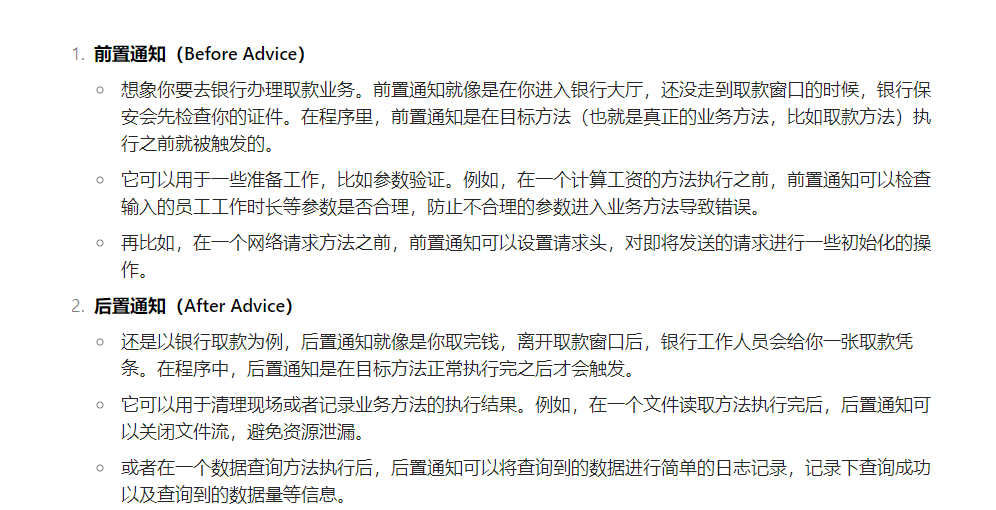 1. 前置通知（Before Advice）
想象你要去银行办理取款业务。前置通知就像是在你进入银行大厅，还没走到取款窗口的时候，银行保
安会先检查你的证件。在程序里，前置通知是在目标方法（也就是真正的业务方法，比如取款方法）执
行之前就被触发的。
它可以用于一些准备工作，比如参数验证。例如，在一个计算工资的方法执行之前，前置通知可以检查
输入的员工工作时长等参数是否合理，防止不合理的参数进入业务方法导致错误。
再比如，在一个网络请求方法之前，前置通知可以设置请求头，对即将发送的请求进行一些初始化的操
作。
2. 后置通知（After Advice）
还是以银行取款为例，后置通知就像是你取完钱，离开取款窗口后，银行工作人员会给你一张取款凭
条。在程序中，后置通知是在目标方法正常执行完之后才会触发。
它可以用于清理现场或者记录业务方法的执行结果。例如，在一个文件读取方法执行完后，后置通知可
以关闭文件流，避免资源泄漏。
或者在一个数据查询方法执行后，后置通知可以将查询到的数据进行简单的日志记录，记录下查询成功
以及查询到的数据量等信息。